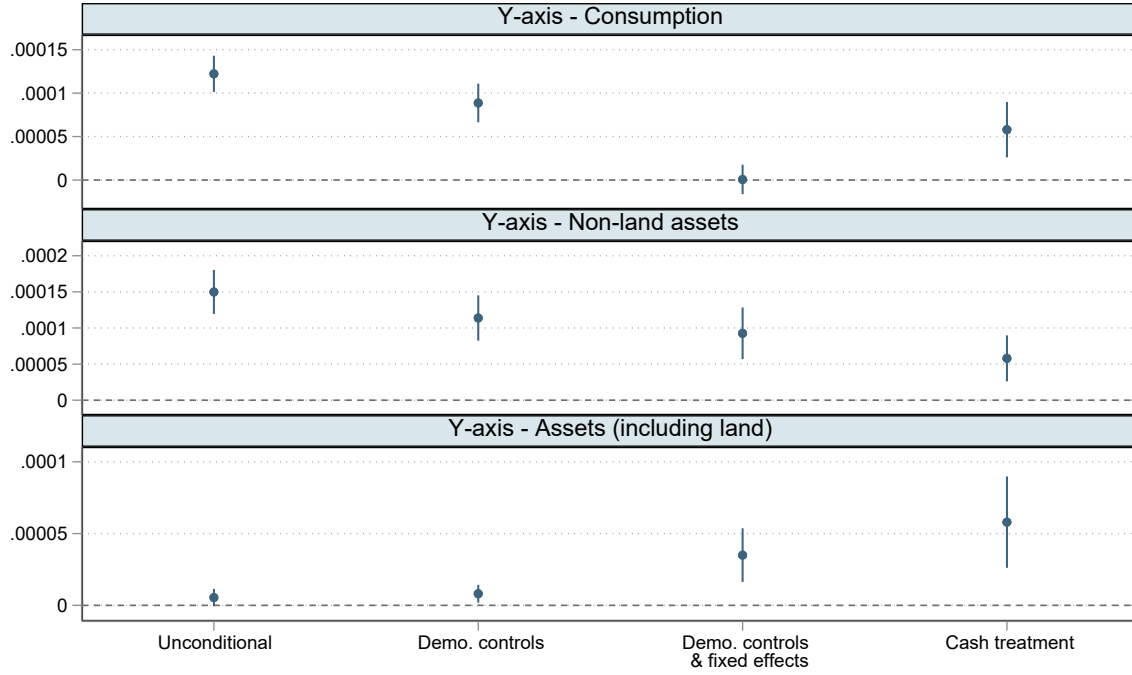 Y-axis - Consumption
.00015
.0001
.00005
0
Y-axis - Non-land assets
.0002
.00015
.0001
.00005
0
Y-axis - Assets (including land)
.0001
.00005
0
Unconditional
Demo. controls
Demo. controls
& fixed effects
Cash treatment